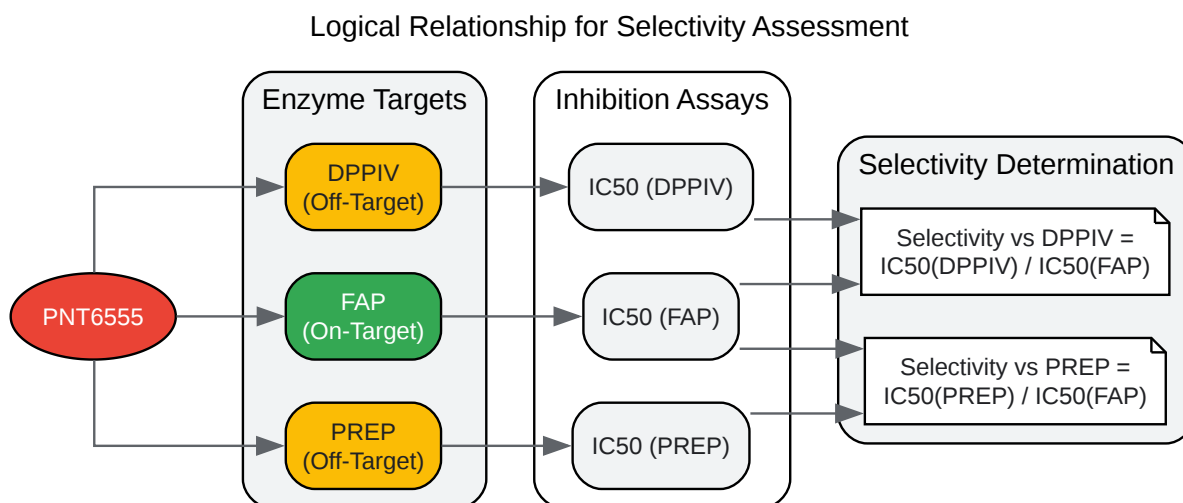 Logical Relationship for Selectivity Assessment
Enzyme Targets
Inhibition Assays
Selectivity Determination
PNT6555
DPPIV
(Off-Target)
FAP
(On-Target)
PREP
(Off-Target)
IC50 (DPPIV)
IC50 (FAP)
IC50 (PREP)
Selectivity vs DPPIV =
IC50(DPPIV) / IC50(FAP)
Selectivity vs PREP =
IC50(PREP) / IC50(FAP)